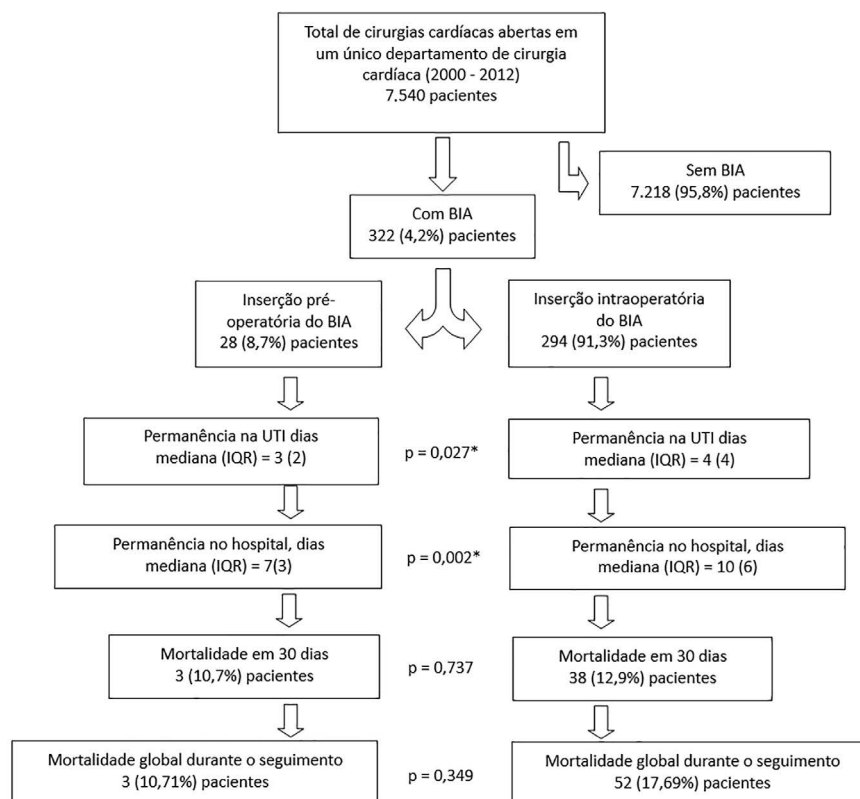 Total de cirurgias cardíacas abertas em
um único departamento de cirurgia
cardíaca (2000 - 2012)
7.540 pacientes
Sem BIA
7.218 (95,8%) pacientes
Com BIA
322 (4,2%) pacientes
Inserção pré-
operatória do BIA
28 (8,7%) pacientes
Inserção intraoperatória
do BIA
294 (91,3%) pacientes
Permanência na UTI dias
mediana (IQR) = 3 (2)
p = 0,027*
Permanência na UTI dias
mediana (IQR) = 4 (4)
Permanência no hospital, dias
mediana (IQR) = 7(3)
p = 0,002*
Permanência no hospital, dias
mediana (IQR) = 10 (6)
Mortalidade em 30 dias
3 (10,7%) pacientes
p = 0,737
Mortalidade em 30 dias
38 (12,9%) pacientes
Mortalidade global durante o seguimento
3 (10,71%) pacientes
p = 0,349
Mortalidade global durante o seguimento
52 (17,69%) pacientes